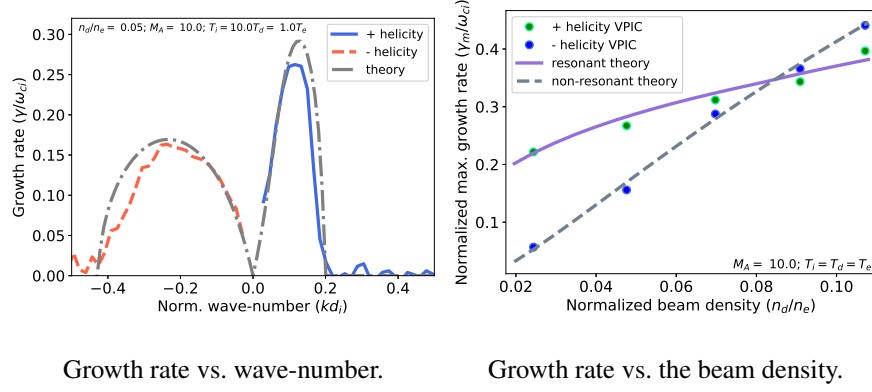 n_d/n_e = 0.05; M_A = 10.0; T_i = 10.0T_d = 1.0T_e
+ helicity
- helicity
theory
Growth rate (γ/ω_ci)
0.30
0.25
0.20
0.15
0.10
0.05
0.00
−0.4
−0.2
0.0
0.2
0.4
Norm. wave-number (kd_i)
+ helicity VPIC
- helicity VPIC
resonant theory
non-resonant theory
Normalized max. growth rate (γ_m/ω_ci)
0.4
0.3
0.2
0.1
M_A = 10.0; T_i = T_d = T_e
0.02
0.04
0.06
0.08
0.10
Normalized beam density (n_d/n_e)
Growth rate vs. wave-number.
Growth rate vs. the beam density.